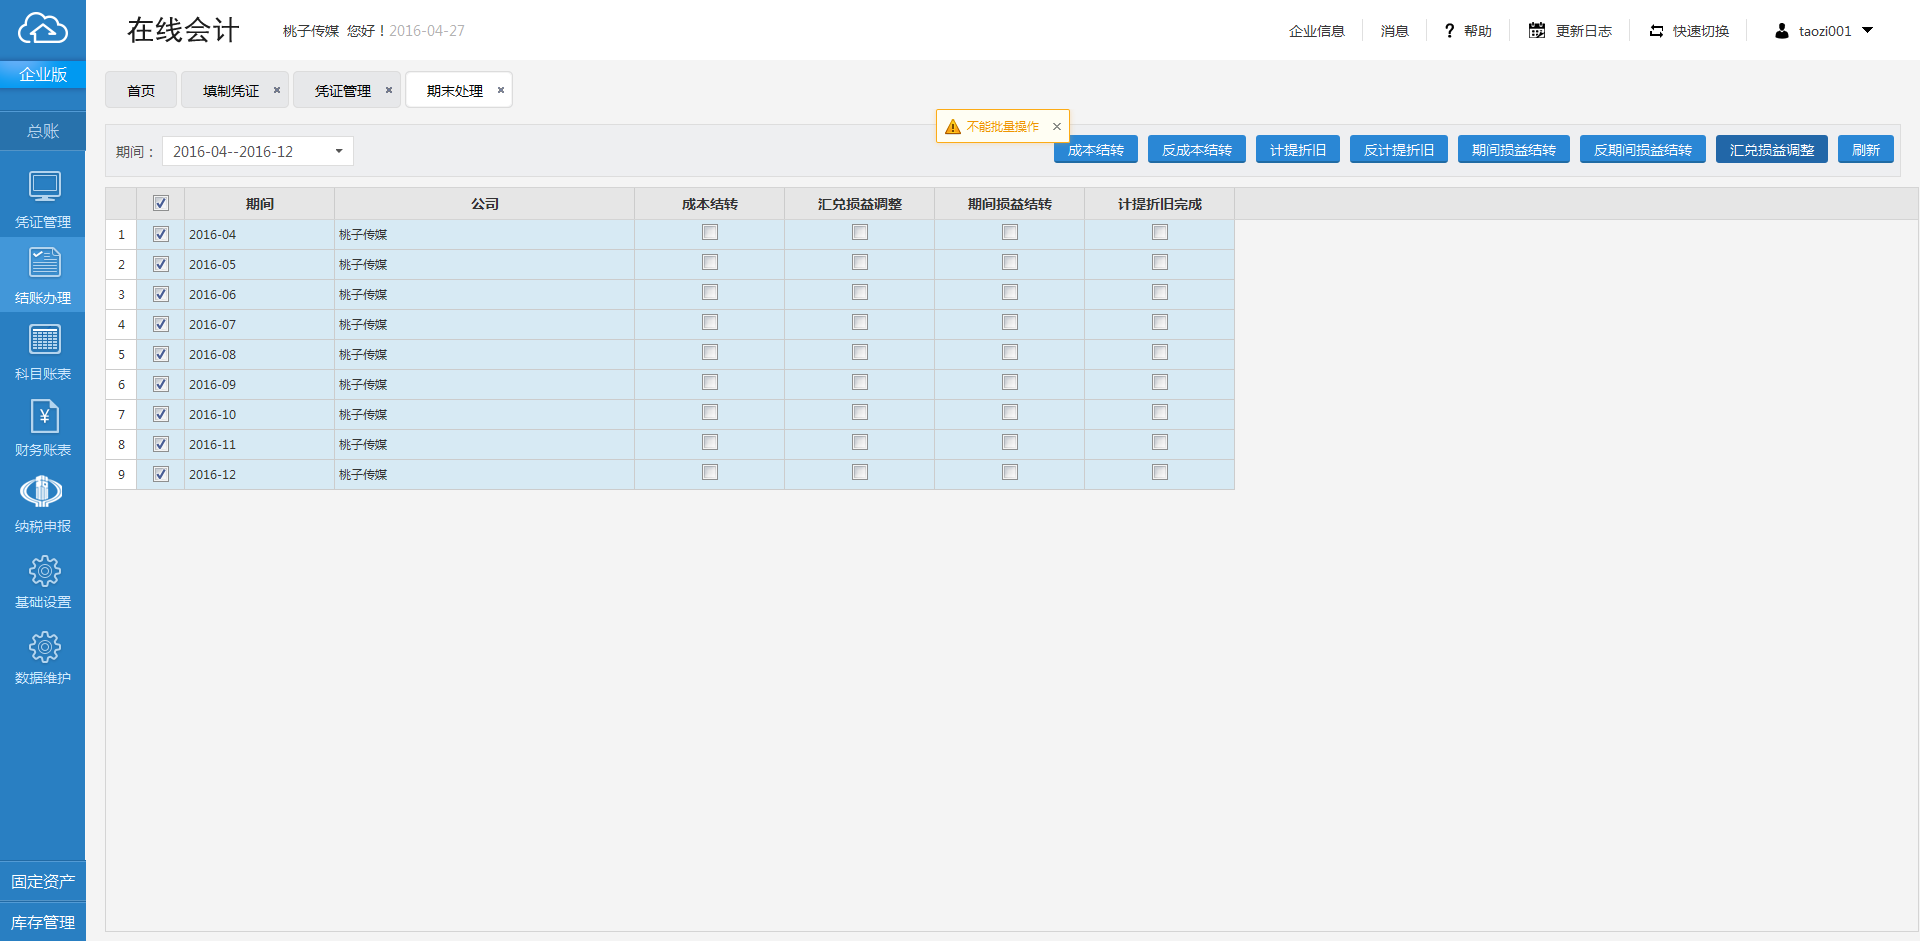 在线会计 桃子传媒 您好！2016-04-27 企业信息 消息 ? 帮助 更新日志 快速切换 taozi001
企业版
首页 填制凭证 × 凭证管理 × 期末处理 ×
不能批量操作 ×
总账
期间： 2016-04--2016-12 成本结转 反成本结转 计提折旧 反计提折旧 期间损益结转 反期间损益结转 汇兑损益调整 刷新
期间 公司 成本结转 汇兑损益调整 期间损益结转 计提折旧完成
1 2016-04 桃子传媒
2 2016-05 桃子传媒
3 2016-06 桃子传媒
4 2016-07 桃子传媒
5 2016-08 桃子传媒
6 2016-09 桃子传媒
7 2016-10 桃子传媒
8 2016-11 桃子传媒
9 2016-12 桃子传媒
凭证管理
结账办理
科目账表
¥
财务账表
纳税申报
基础设置
数据维护
固定资产
库存管理